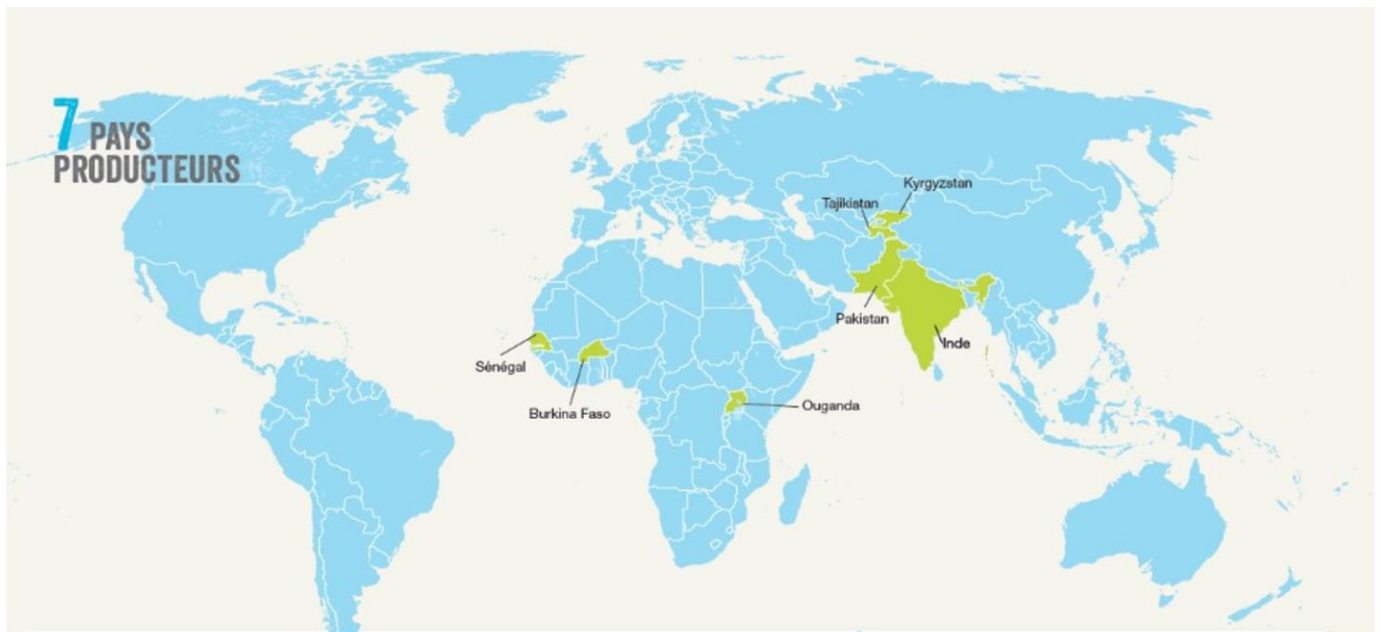 7 PAYS
PRODUCTEURS
Kyrgyzstan
Tajikistan
Pakistan
Inde
Sénégal
Burkina Faso
Ouganda